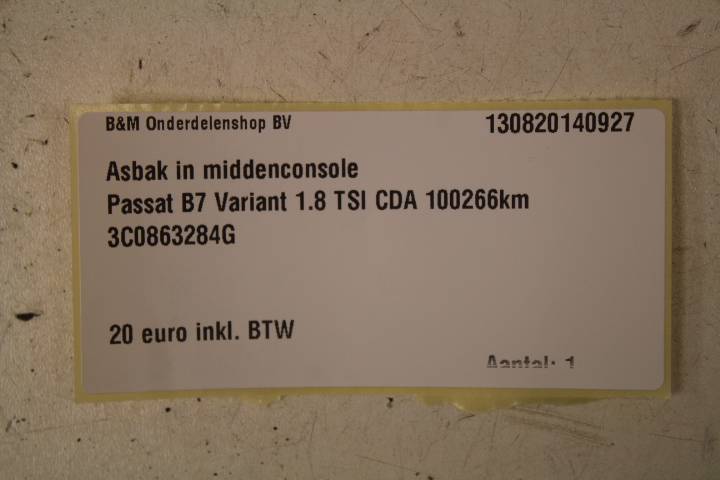 B&M Onderdelenshop BV 130820140927
Asbak in middenconsole
Passat B7 Variant 1.8 TSI CDA 100266km
3C0863284G
20 euro inkl. BTW
Aantal: 1